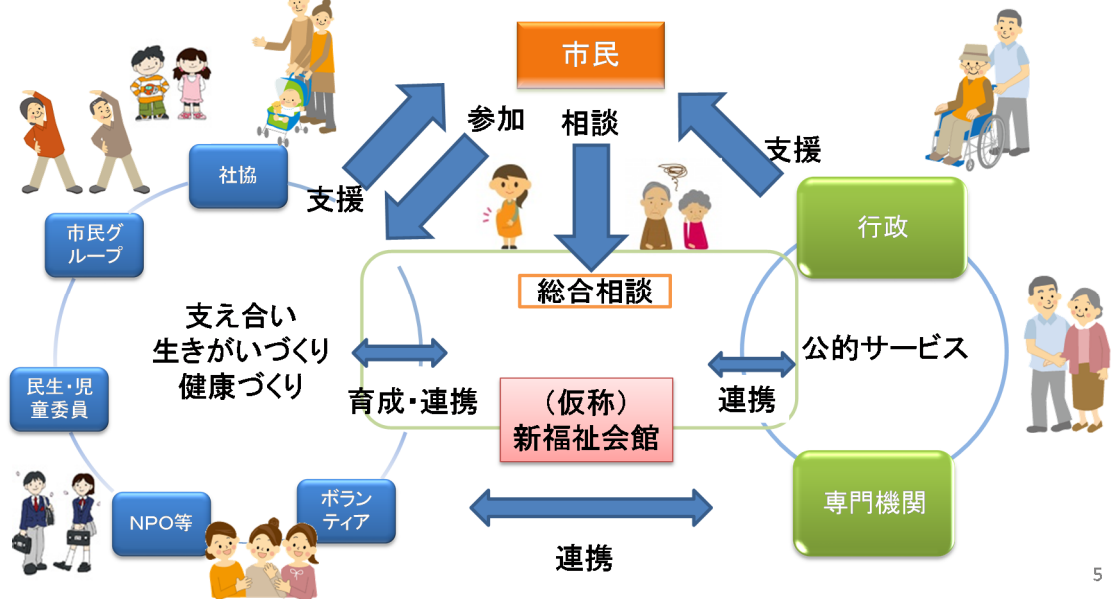 市民
参加
相談
支援
支援
社協
市民グ
ループ
行政
総合相談
支え合い
生きがいづくり
健康づくり
公的サービス
民生・児
童委員
育成・連携
（仮称）
新福祉会館
連携
NPO等
ボラン
ティア
専門機関
連携
5